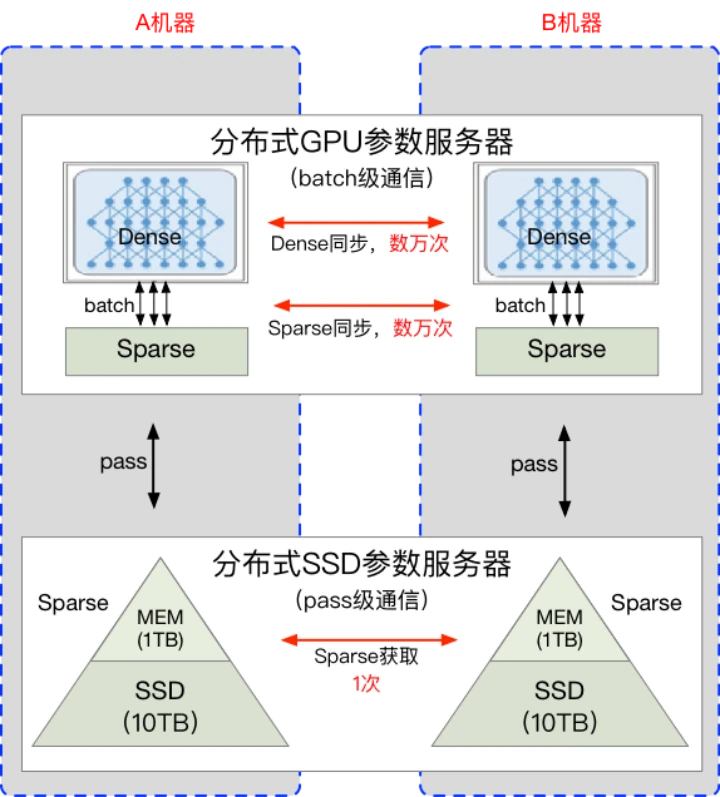 A机器
B机器
分布式GPU参数服务器
(batch级通信)
Dense
Dense
Dense同步，数万次
batch
batch
Sparse同步，数万次
Sparse
Sparse
pass
pass
分布式SSD参数服务器
(pass级通信)
Sparse
Sparse
MEM
(1TB)
MEM
(1TB)
Sparse获取
1次
SSD
(10TB)
SSD
(10TB)